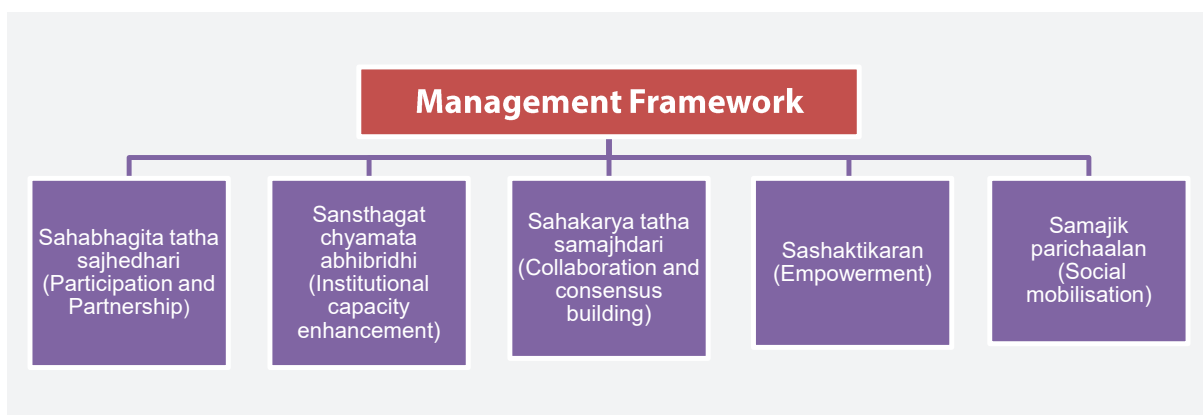 Management Framework
Sahabhagita tatha
sajhedhari
(Participation and
Partnership)
Sansthagat
chyamata
abhibridhi
(Institutional
capacity
enhancement)
Sahakarya tatha
samajhdari
(Collaboration and
consensus
building)
Sashaktikaran
(Empowerment)
Samajik
parichaalan
(Social
mobilisation)